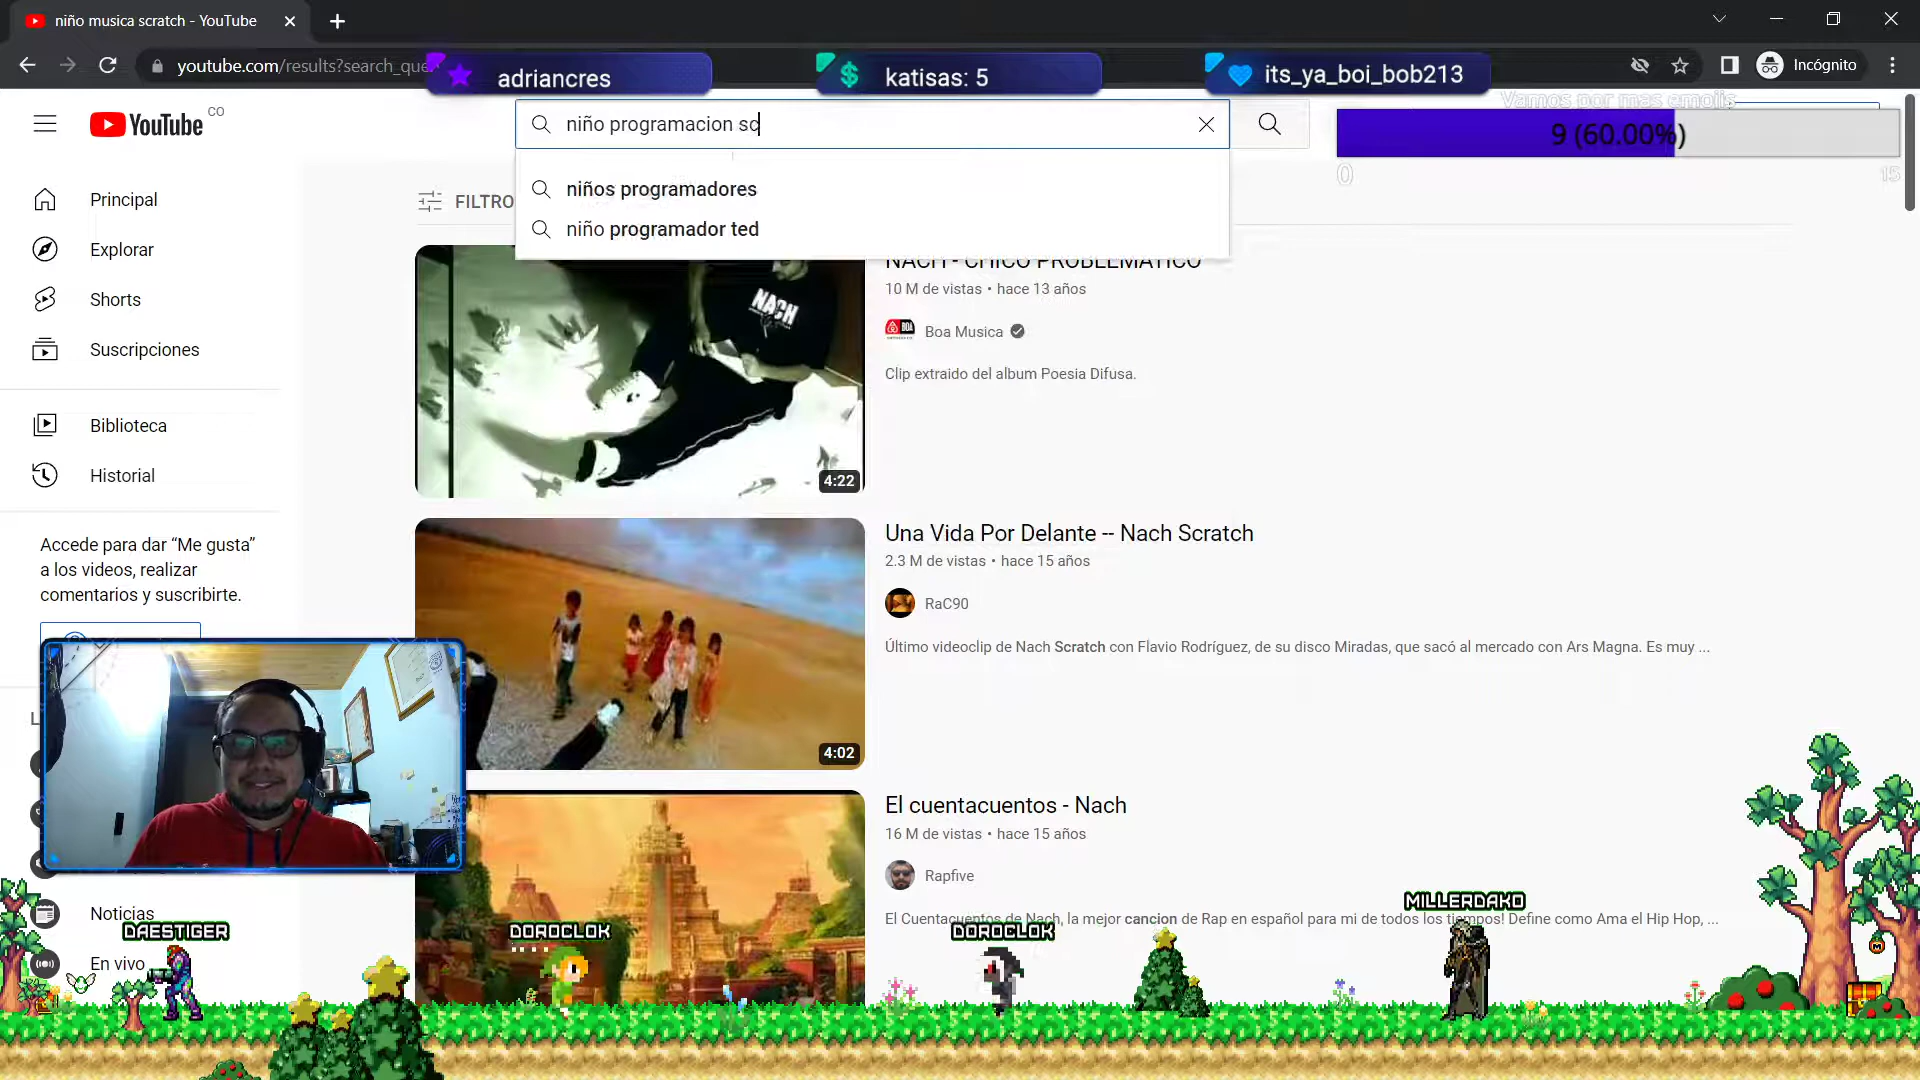 niño musica scratch - YouTube
youtube.com/results?search_que
Incógnito
adriancres
katisas: 5
its_ya_boi_bob213
YouTube CO
niño programacion sc
Vamos por mas emojis
9 (60.00%)
0
15
niños programadores
niño programador ted
FILTRO
Principal
Explorar
Shorts
Suscripciones
Biblioteca
Historial
Accede para dar “Me gusta”
a los videos, realizar
comentarios y suscribirte.
Noticias
En vivo
NACH
4:22
NACH - CHICO PROBLEMATICO
10 M de vistas • hace 13 años
Boa Musica
Clip extraido del album Poesia Difusa.
4:02
Una Vida Por Delante -- Nach Scratch
2.3 M de vistas • hace 15 años
RaC90
Último videoclip de Nach Scratch con Flavio Rodríguez, de su disco Miradas, que sacó al mercado con Ars Magna. Es muy ...
El cuentacuentos - Nach
16 M de vistas • hace 15 años
Rapfive
El Cuentacuentos de Nach, la mejor cancion de Rap en español para mi de todos los tiempos! Define como Ama el Hip Hop, ...
DAESTIGER
DOROCLOK
DOROCLOK
MILLERDAKO